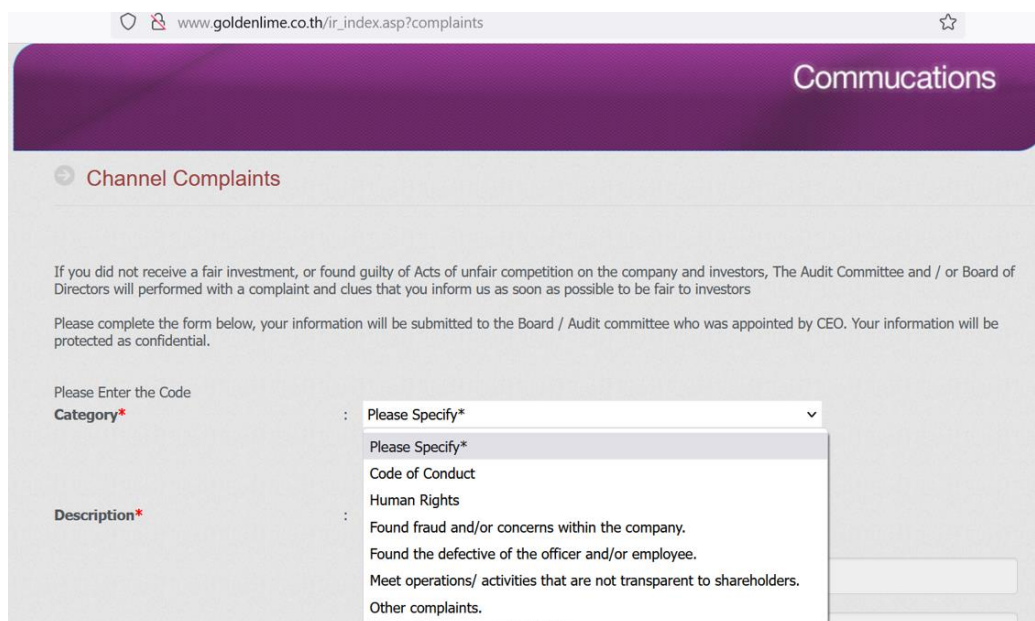 www.goldenlime.co.th/ir_index.asp?complaints
Commucations
Channel Complaints
If you did not receive a fair investment, or found guilty of Acts of unfair competition on the company and investors, The Audit Committee and / or Board of
Directors will performed with a complaint and clues that you inform us as soon as possible to be fair to investors
Please complete the form below, your information will be submitted to the Board / Audit committee who was appointed by CEO. Your information will be
protected as confidential.
Please Enter the Code
Category* : Please Specify*
Please Specify*
Code of Conduct
Human Rights
Description* :
Found fraud and/or concerns within the company.
Found the defective of the officer and/or employee.
Meet operations/ activities that are not transparent to shareholders.
Other complaints.